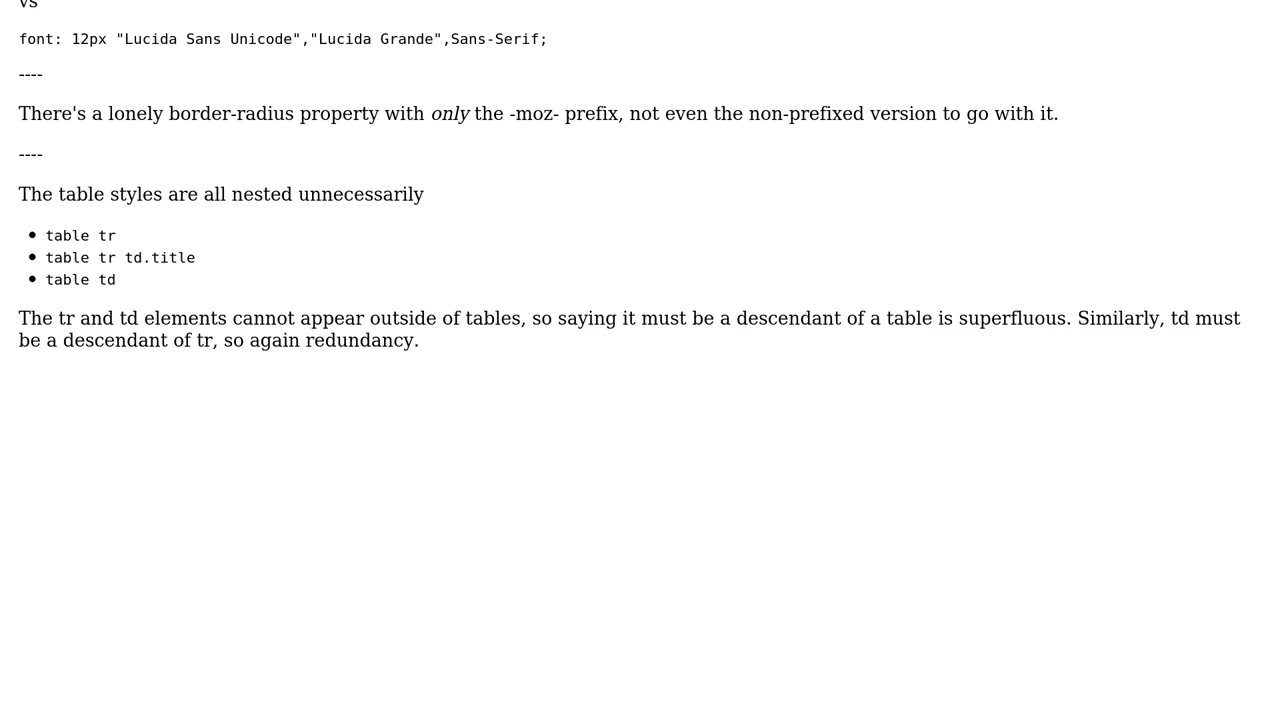 vs
font: 12px "Lucida Sans Unicode","Lucida Grande",Sans-Serif;
----
There's a lonely border-radius property with only the -moz- prefix, not even the non-prefixed version to go with it.
----
The table styles are all nested unnecessarily
table tr
table tr td.title
table td
The tr and td elements cannot appear outside of tables, so saying it must be a descendant of a table is superfluous. Similarly, td must
be a descendant of tr, so again redundancy.